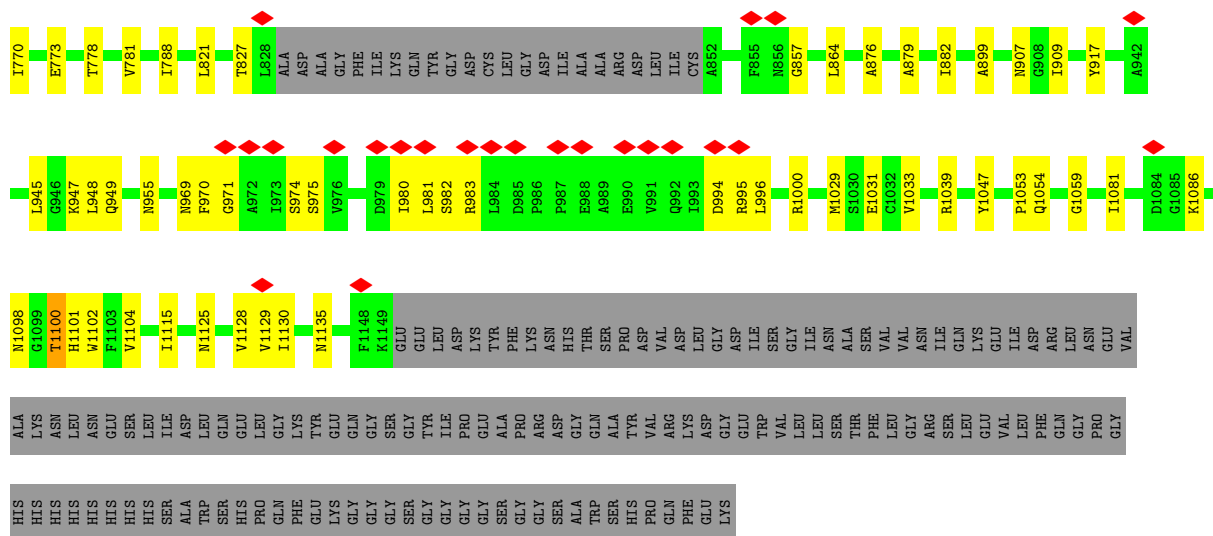 I770 E773 T778 V781 I788 L821 T827 L828 ALA ASP ALA GLY PHE ILE LYS GLN TYR GLY ASP CYS LEU GLY ASP ILE ALA ALA ARG ASP LEU ILE CYS A852 F855 N856 G857 L864 A876 A879 I882 A899 N907 G908 I909 Y917 A942
L945 G946 K947 L948 Q949 N955 N969 F970 G971 A972 I973 S974 S975 V976 D979 I980 L981 S982 R983 L984 D985 P986 P987 E988 A989 E990 V991 Q992 I993 D994 R995 L996 R1000 M1029 S1030 E1031 C1032 V1033 R1039 Y1047 P1053 Q1054 G1059 I1081 D1084 G1085 K1086
N1098 G1099 T1100 H1101 W1102 F1103 V1104 I1115 N1125 V1128 V1129 I1130 N1135 F1148 K1149 GLU GLU LEU ASP LYS TYR PHE LYS ASN HIS THR SER PRO ASP VAL ASP LEU GLY ASP ILE SER GLY ILE ASN ALA SER VAL VAL ASN ILE GLN LYS GLU ILE ASP ARG LEU ASN GLU VAL
ALA LYS ASN LEU ASN GLU SER LEU ILE ASP LEU GLN GLU LEU GLY LYS TYR GLU GLN GLY SER GLY TYR ILE PRO GLU ALA PRO ARG ASP GLY GLN ALA TYR VAL ARG LYS ASP GLY GLU TRP VAL LEU LEU SER THR PHE LEU GLY ARG SER LEU GLU VAL LEU PHE GLN GLY PRO GLY
HIS HIS HIS HIS HIS HIS HIS HIS SER ALA TRP SER HIS PRO GLN PHE GLU LYS GLY GLY GLY SER GLY GLY GLY GLY SER GLY GLY SER ALA TRP SER HIS PRO GLN PHE GLU LYS